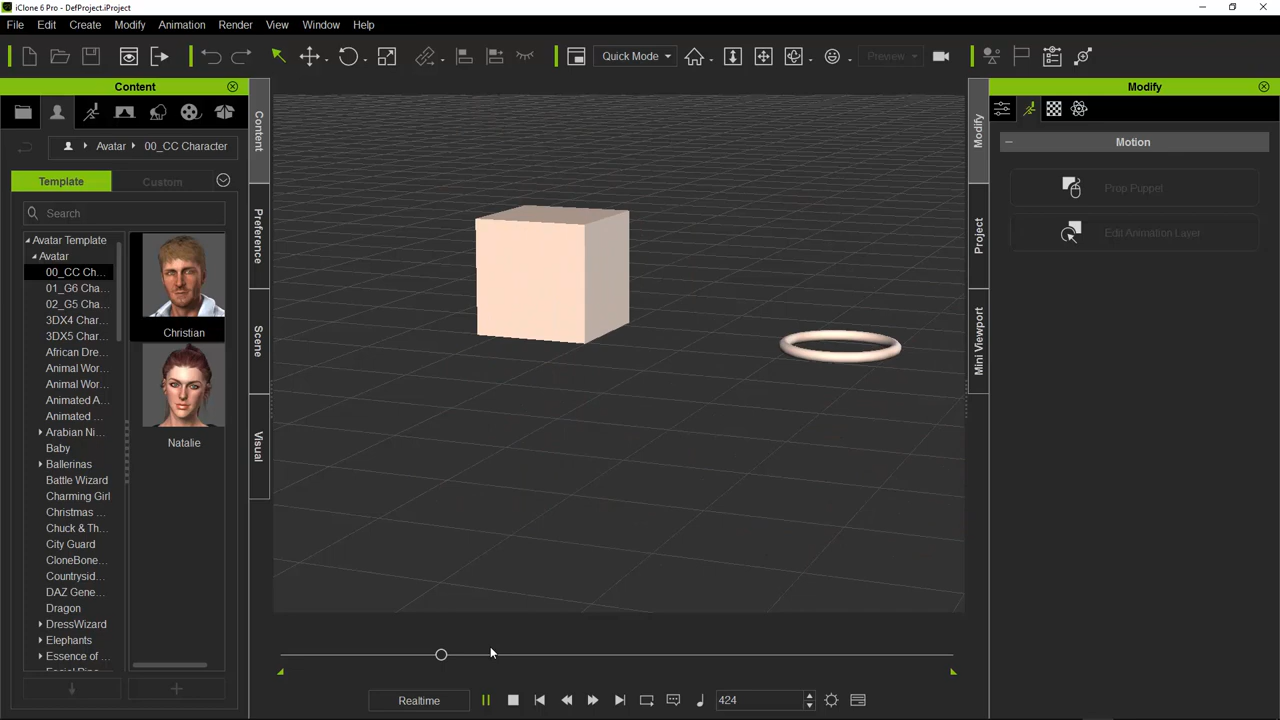 iClone 6 Pro - DefProject.iProject
File Edit Create Modify Animation Render View Window Help
Quick Mode
Preview
Content
Modify
Avatar 00_CC Character
Template Custom
Search
Avatar Template
Avatar
00_CC Ch...
01_G6 Cha...
02_G5 Cha...
3DX4 Char...
3DX5 Char...
African Dre...
Animal Wor...
Animal Wor...
Animated A...
Animated ...
Arabian Ni...
Baby
Ballerinas
Battle Wizard
Charming Girl
Christmas ...
Chuck & Th...
City Guard
CloneBone...
Countrysid...
DAZ Gene...
Dragon
DressWizard
Elephants
Essence of ...
Christian
Natalie
Content
Preference
Scene
Visual
Modify
Project
Mini Viewport
Motion
Prop Puppet
Edit Animation Layer
Realtime
424